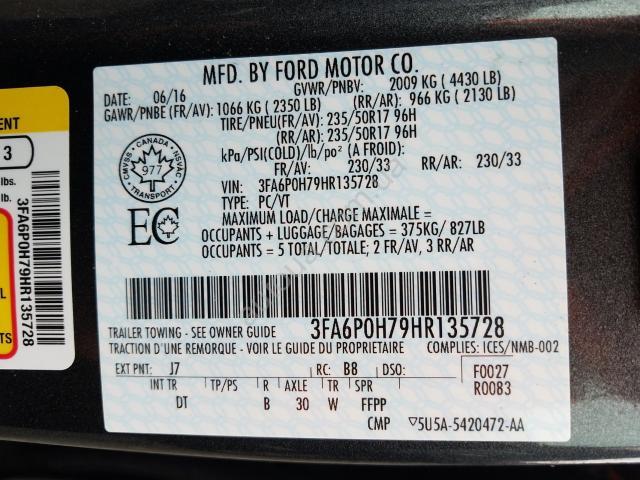 MFD. BY FORD MOTOR CO.
DATE: 06/16 GVWR/PNBV: 2009 KG ( 4430 LB)
GAWR/PNBE (FR/AV): 1066 KG ( 2350 LB) (RR/AR): 966 KG ( 2130 LB)
TIRE/PNEU(FR/AV):235/50R17 96H
(RR/AR):235/50R17 96H
kPa/PSI(COLD)/lb/po² (A FROID):
FR/AV: 230/33 RR/AR: 230/33
VIN: 3FA6P0H79HR135728
TYPE: PC/VT
MAXIMUM LOAD/CHARGE MAXIMALE =
OCCUPANTS + LUGGAGE/BAGAGES = 375KG/ 827LB
OCCUPANTS = 5 TOTAL/TOTALE; 2 FR/AV, 3 RR/AR
CMVSS · CANADA · NSVAC
977
TRANSPORT
EC
TRAILER TOWING - SEE OWNER GUIDE 3FA6P0H79HR135728
TRACTION D'UNE REMORQUE - VOIR LE GUIDE DU PROPRIETAIRE COMPLIES: ICES/NMB-002
EXT PNT: J7 RC: B8 DSO: F0027
INT TR TP/PS R AXLE TR SPR R0083
DT B 30 W FFPP
CMP ▽5U5A-5420472-AA
ENT
3
lbs.
lb.
L
TS
3FA6P0H79HR135728